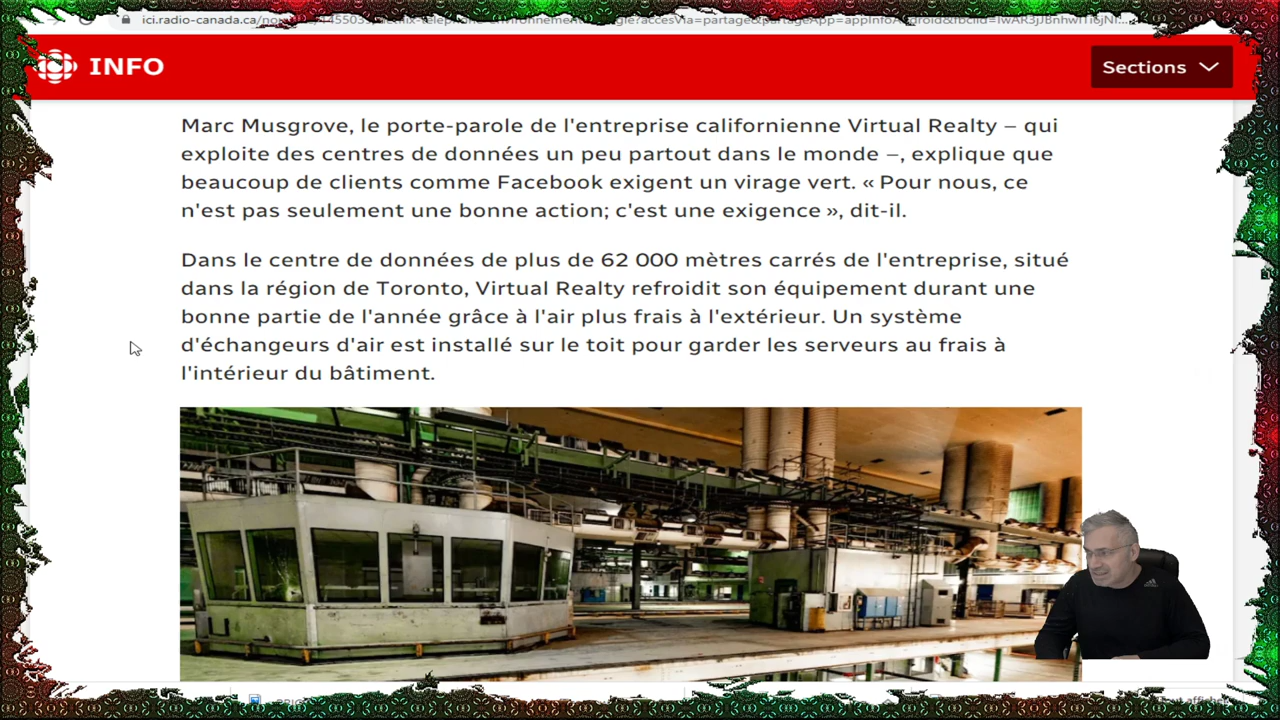 ici.radio-canada.ca/
INFO
Sections
Marc Musgrove, le porte-parole de l'entreprise californienne Virtual Realty – qui
exploite des centres de données un peu partout dans le monde –, explique que
beaucoup de clients comme Facebook exigent un virage vert. « Pour nous, ce
n'est pas seulement une bonne action; c'est une exigence », dit-il.
Dans le centre de données de plus de 62 000 mètres carrés de l'entreprise, situé
dans la région de Toronto, Virtual Realty refroidit son équipement durant une
bonne partie de l'année grâce à l'air plus frais à l'extérieur. Un système
d'échangeurs d'air est installé sur le toit pour garder les serveurs au frais à
l'intérieur du bâtiment.